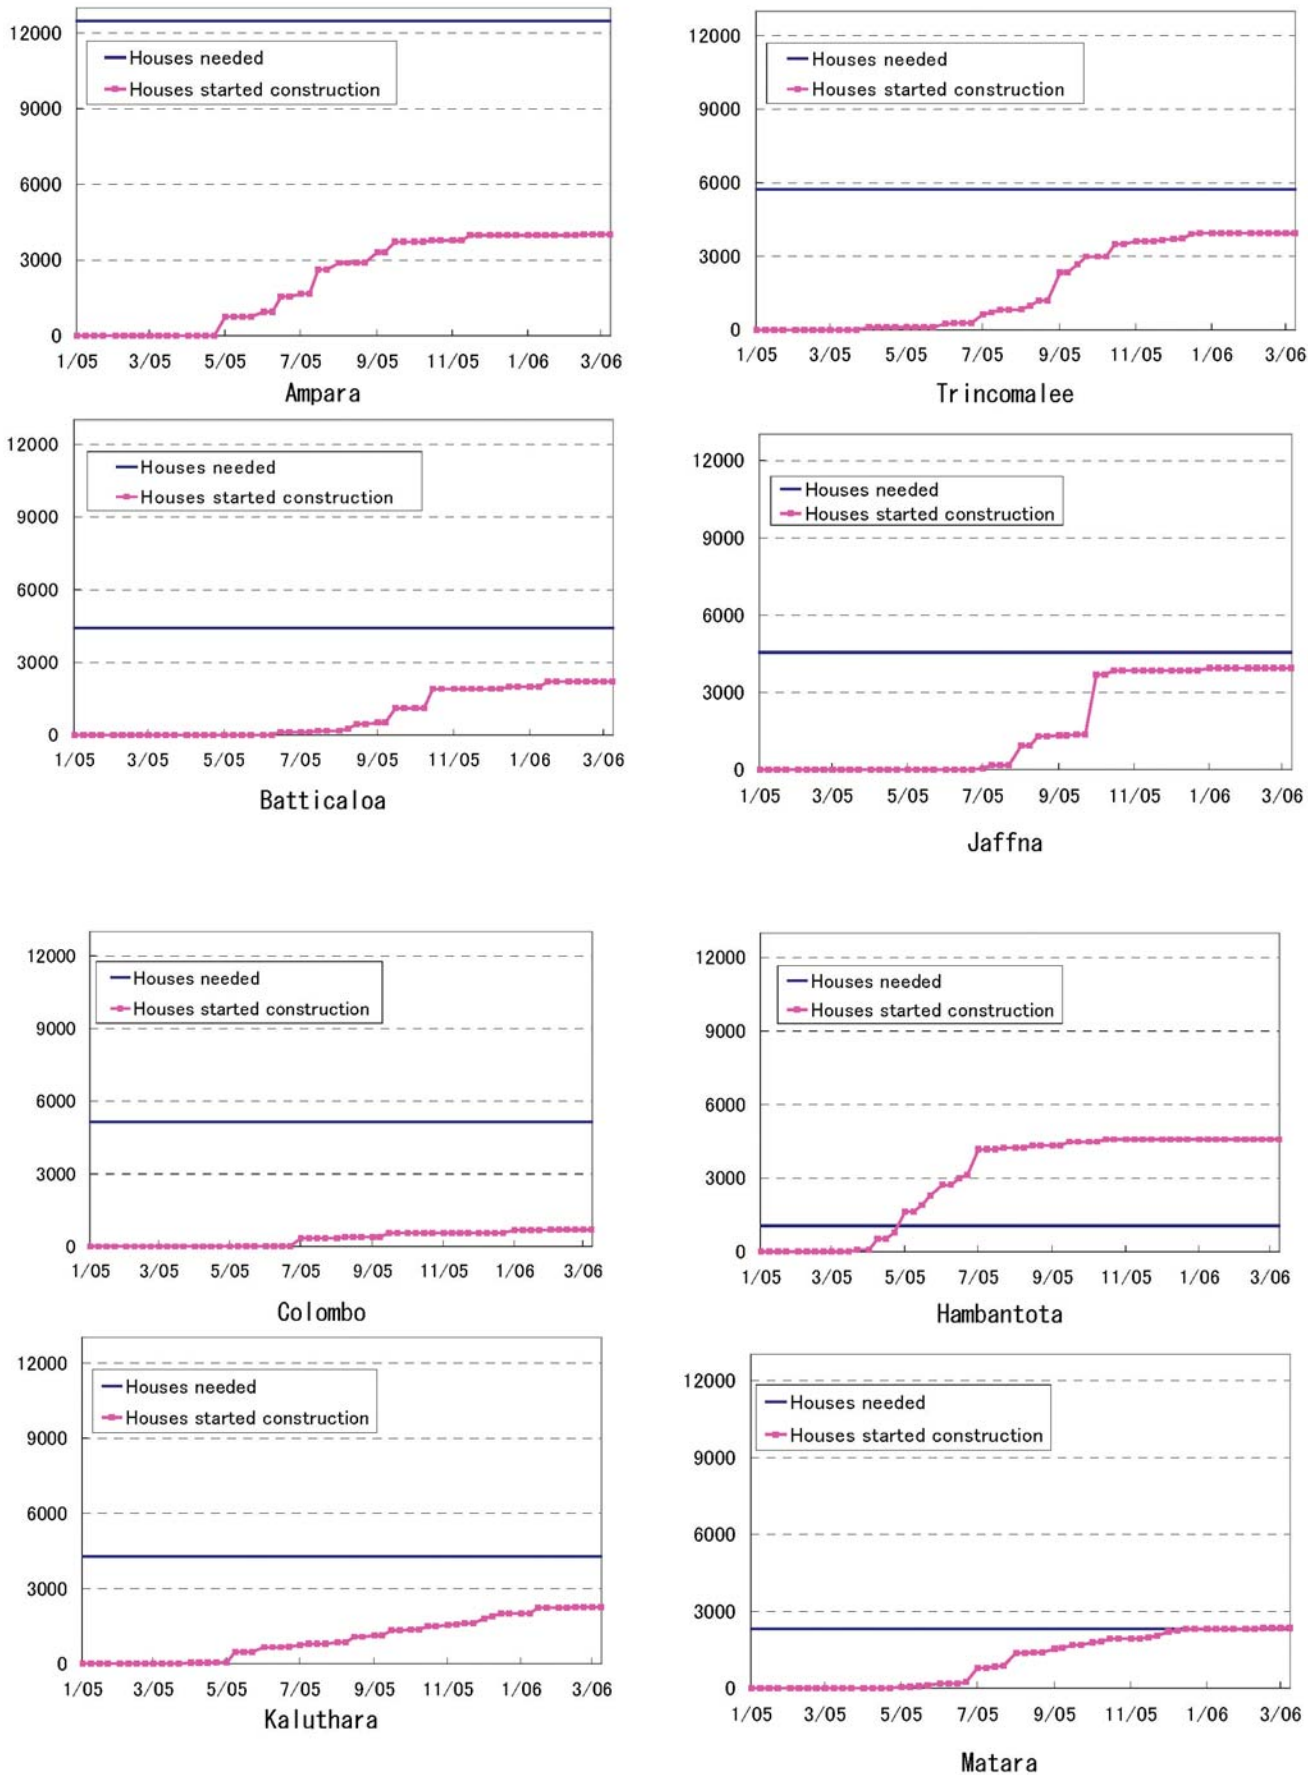 12000
9000
6000
3000
0
Houses needed
Houses started construction
1/05 3/05 5/05 7/05 9/05 11/05 1/06 3/06
Ampara
12000
9000
6000
3000
0
Houses needed
Houses started construction
1/05 3/05 5/05 7/05 9/05 11/05 1/06 3/06
Trincomalee
12000
9000
6000
3000
0
Houses needed
Houses started construction
1/05 3/05 5/05 7/05 9/05 11/05 1/06 3/06
Batticaloa
12000
9000
6000
3000
0
Houses needed
Houses started construction
1/05 3/05 5/05 7/05 9/05 11/05 1/06 3/06
Jaffna
12000
9000
6000
3000
0
Houses needed
Houses started construction
1/05 3/05 5/05 7/05 9/05 11/05 1/06 3/06
Colombo
12000
9000
6000
3000
0
Houses needed
Houses started construction
1/05 3/05 5/05 7/05 9/05 11/05 1/06 3/06
Hambantota
12000
9000
6000
3000
0
Houses needed
Houses started construction
1/05 3/05 5/05 7/05 9/05 11/05 1/06 3/06
Kaluthara
12000
9000
6000
3000
0
Houses needed
Houses started construction
1/05 3/05 5/05 7/05 9/05 11/05 1/06 3/06
Matara